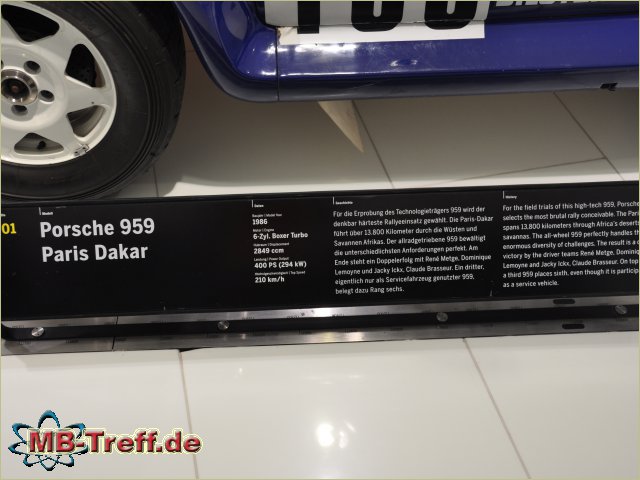 01
Modell
Porsche 959
Paris Dakar
Daten
Baujahr / Model Year
1986
Motor / Engine
6-Zyl. Boxer Turbo
Hubraum / Displacement
2849 ccm
Leistung / Power Output
400 PS (294 kW)
Höchstgeschwindigkeit / Top Speed
210 km/h
Geschichte
Für die Erprobung des Technologieträgers 959 wird der
denkbar härteste Rallyeeinsatz gewählt. Die Paris-Dakar
führt über 13.800 Kilometer durch die Wüsten und
Savannen Afrikas. Der allradgetriebene 959 bewältigt
die unterschiedlichsten Anforderungen perfekt. Am
Ende steht ein Doppelerfolg mit René Metge, Dominique
Lemoyne und Jacky Ickx, Claude Brasseur. Ein dritter,
eigentlich nur als Servicefahrzeug genutzter 959,
belegt dazu Rang sechs.
History
For the field trials of this high-tech 959, Porsche
selects the most brutal rally conceivable. The Paris
spans 13,800 kilometers through Africa's deserts
savannas. The all-wheel 959 perfectly handles th
enormous diversity of challenges. The result is a d
victory by the driver teams René Metge, Dominiq
Lemoyne and Jacky Ickx, Claude Brasseur. On top
a third 959 places sixth, even though it is particip
as a service vehicle.
MB-Treff.de